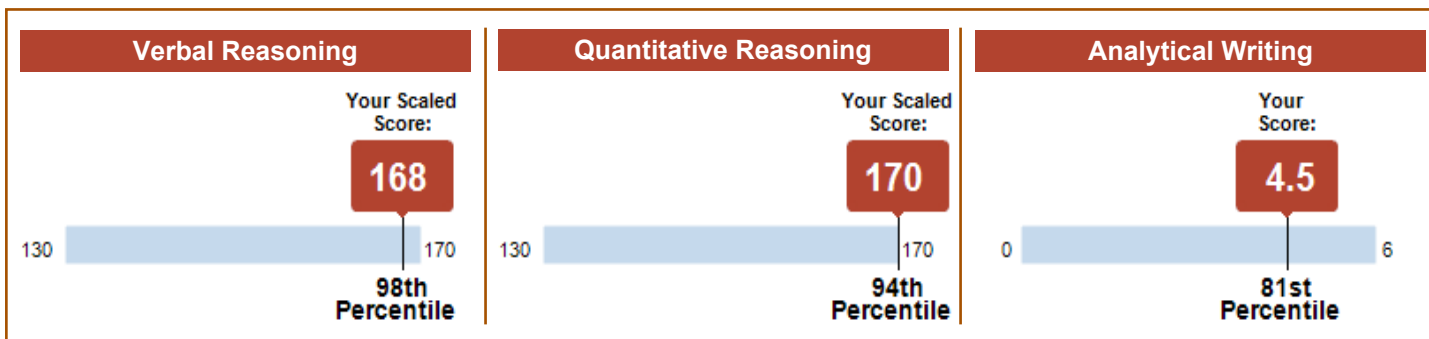 Verbal Reasoning
Your Scaled
Score:
168
130
170
98th
Percentile
Quantitative Reasoning
Your Scaled
Score:
170
130
170
94th
Percentile
Analytical Writing
Your
Score:
4.5
0
6
81st
Percentile